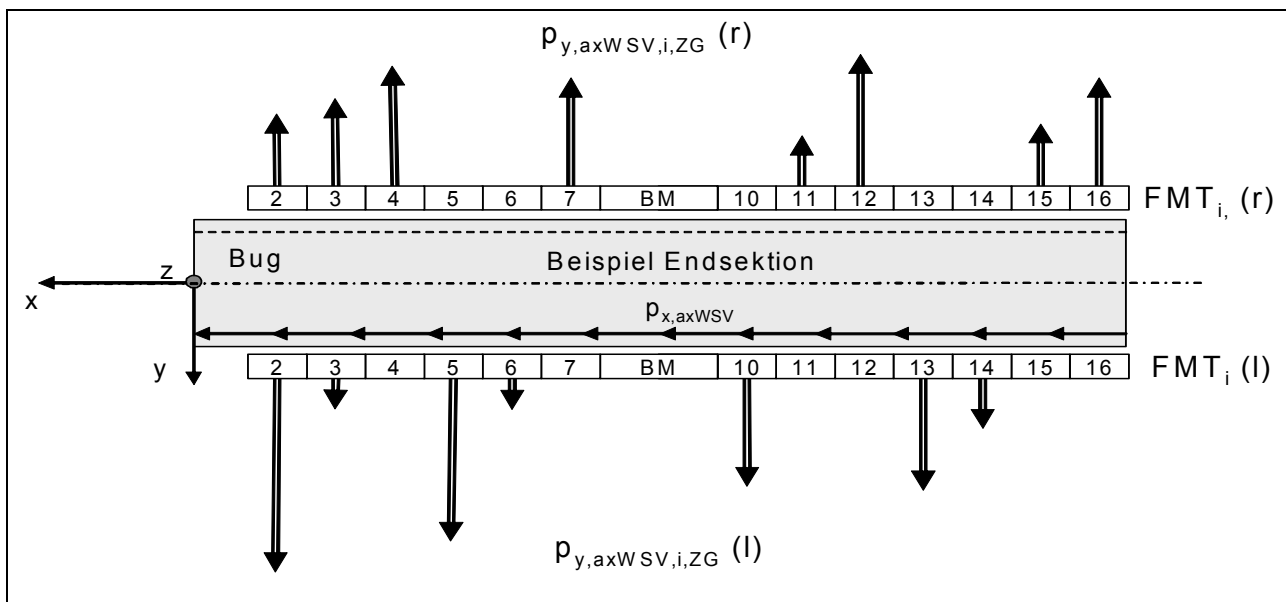 p_y,axWSV,i,ZG (r)
2 3 4 5 6 7 BM 10 11 12 13 14 15 16 FMT_i, (r)
Bug Beispiel Endsektion
z
x
p_x,axWSV
y
2 3 4 5 6 7 BM 10 11 12 13 14 15 16 FMT_i (l)
p_y,axWSV,i,ZG (l)